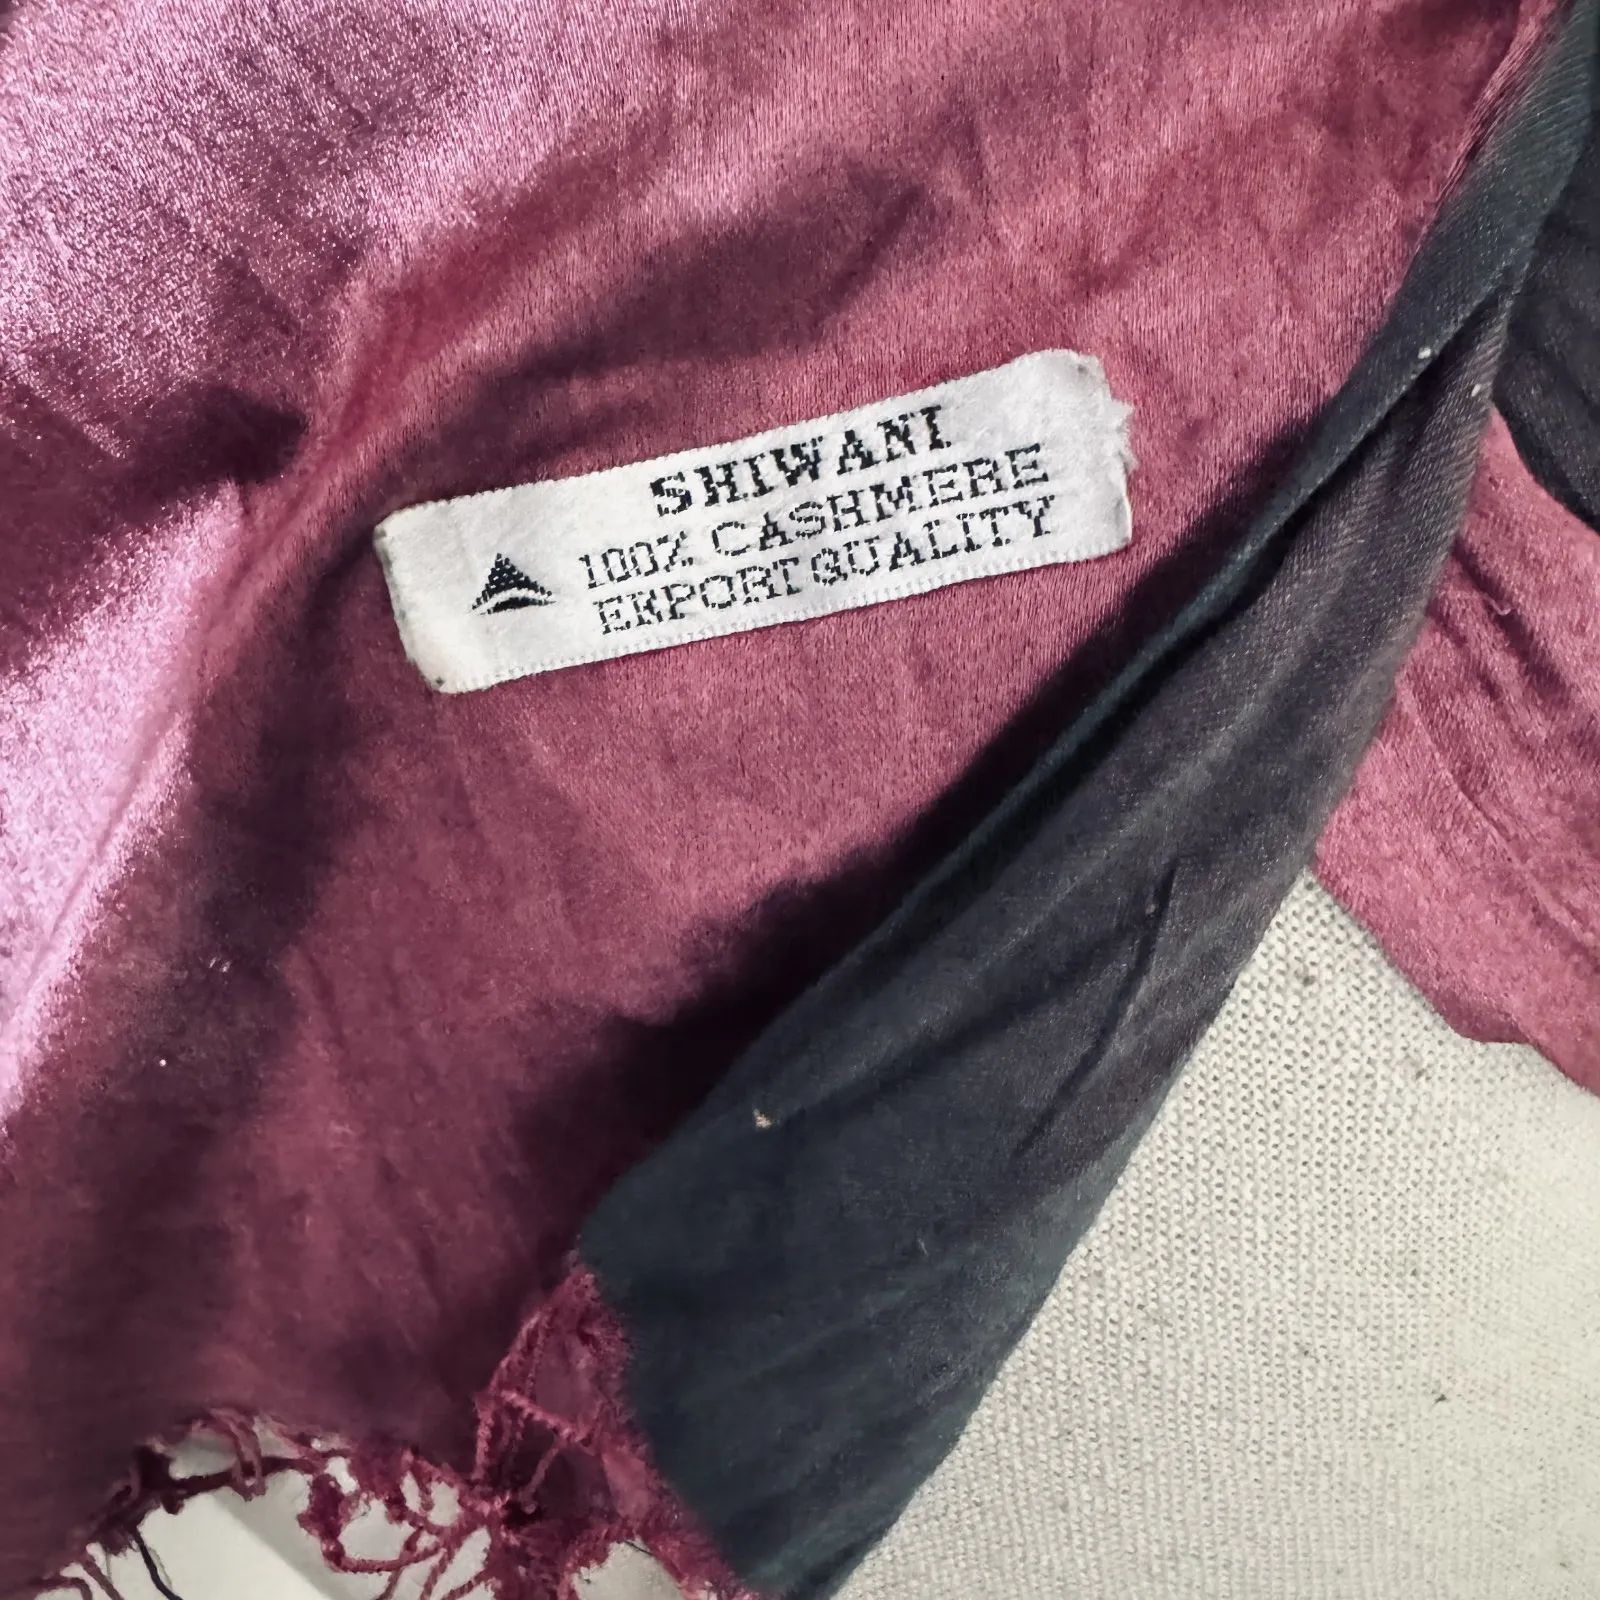 SHIWANI
100% CASHMERE
EXPORT QUALITY